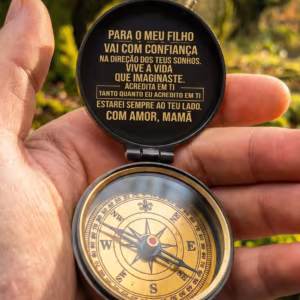 PARA O MEU FILHO
VAI COM CONFIANÇA
NA DIREÇÃO DOS TEUS SONHOS.
VIVE A VIDA
QUE IMAGINASTE.
ACREDITA EM TI
TANTO QUANTO EU ACREDITO EM TI
ESTAREI SEMPRE AO TEU LADO.
COM AMOR, MAMÃ
N
W E
S